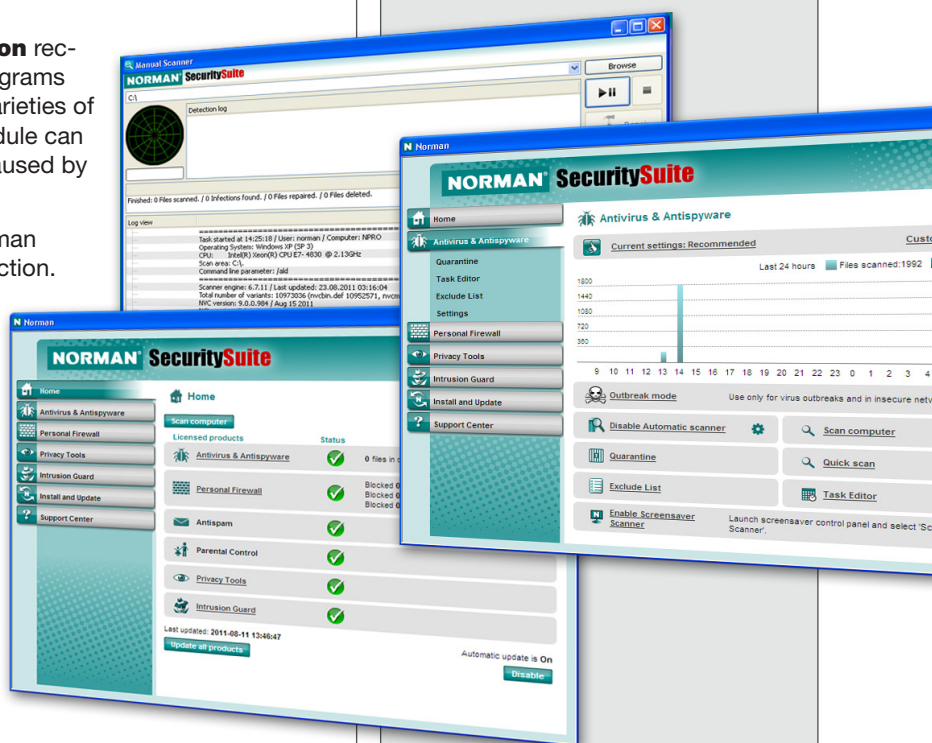 on rec-
grams
arieties of
dule can
aused by
man
ction.
Manual Scanner
NORMAN SecuritySuite
C:\
Browse
Detection log
Finished: 0 Files scanned. / 0 Infections found. / 0 Files repaired. / 0 Files deleted.
Log view
Task started at 14:25:18 / User: norman / Computer: NPRO
Operating System: Windows XP (SP 3)
CPU: Intel(R) Xeon(R) CPU E7- 4830 @ 2.13GHz
Scan area: C:\.
Command line parameter: /ald
Scanner engine: 6.7.11 / Last updated: 23.08.2011 03:16:04
Total number of variants: 10973036 (nvcbin.def 10952571, nvcm
NVC version: 9.0.0.984 / Aug 15 2011
Norman
NORMAN SecuritySuite
Home
Antivirus & Antispyware
Quarantine
Task Editor
Exclude List
Settings
Personal Firewall
Privacy Tools
Intrusion Guard
Install and Update
Support Center
Antivirus & Antispyware
Current settings: Recommended
Custo
Last 24 hours Files scanned:1992
1800
1440
1080
720
360
9 10 11 12 13 14 15 16 17 18 19 20 21 22 23 0 1 2 3 4
Outbreak mode
Use only for virus outbreaks and in insecure netw
Disable Automatic scanner
Scan computer
Quarantine
Quick scan
Exclude List
Task Editor
Enable Screensaver
Scanner
Launch screensaver control panel and select 'Sc
Scanner'.
Norman
NORMAN SecuritySuite
Home
Antivirus & Antispyware
Personal Firewall
Privacy Tools
Intrusion Guard
Install and Update
Support Center
Home
Scan computer
Licensed products Status
Antivirus & Antispyware
0 files in q
Personal Firewall
Blocked 0
Blocked 0
Blocked 0
Antispam
Parental Control
Privacy Tools
Intrusion Guard
Last updated: 2011-08-11 13:46:47
Update all products
Automatic update is On
Disable